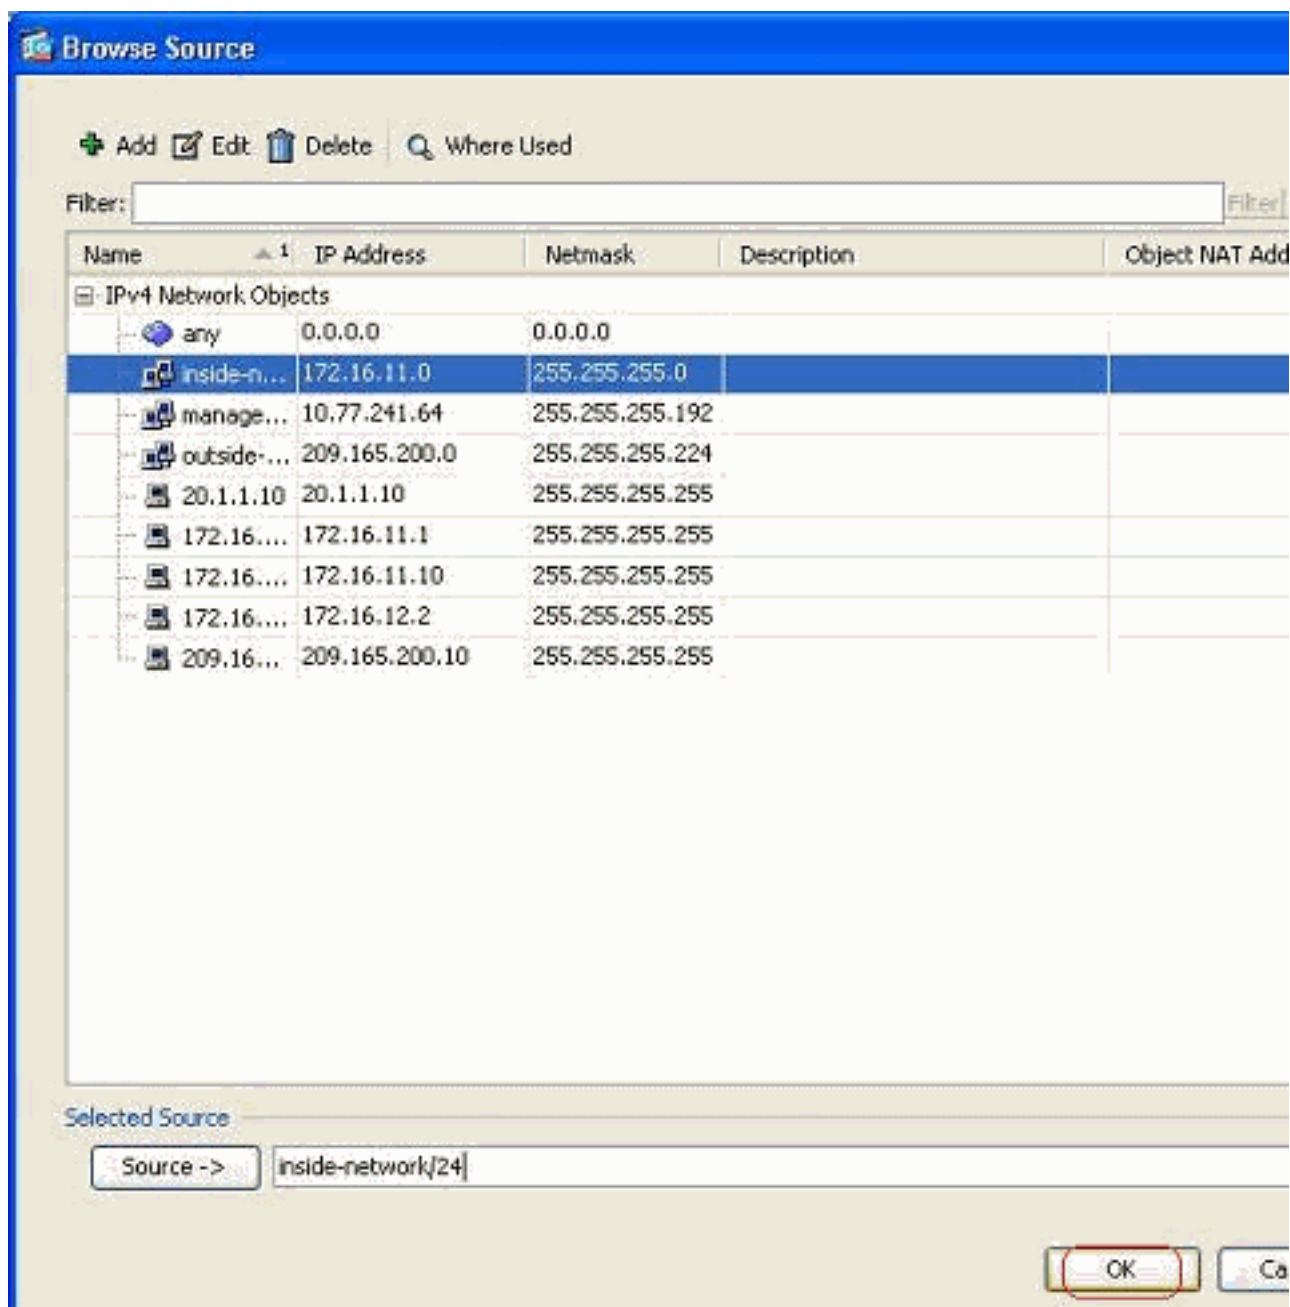 Browse Source
Add Edit Delete Where Used
Filter: Filter
Name 1 IP Address Netmask Description Object NAT Add
IPv4 Network Objects
any 0.0.0.0 0.0.0.0
inside-n... 172.16.11.0 255.255.255.0
manage... 10.77.241.64 255.255.255.192
outside-... 209.165.200.0 255.255.255.224
20.1.1.10 20.1.1.10 255.255.255.255
172.16.... 172.16.11.1 255.255.255.255
172.16.... 172.16.11.10 255.255.255.255
172.16.... 172.16.12.2 255.255.255.255
209.16... 209.165.200.10 255.255.255.255
Selected Source
Source -> inside-network/24
OK Ca